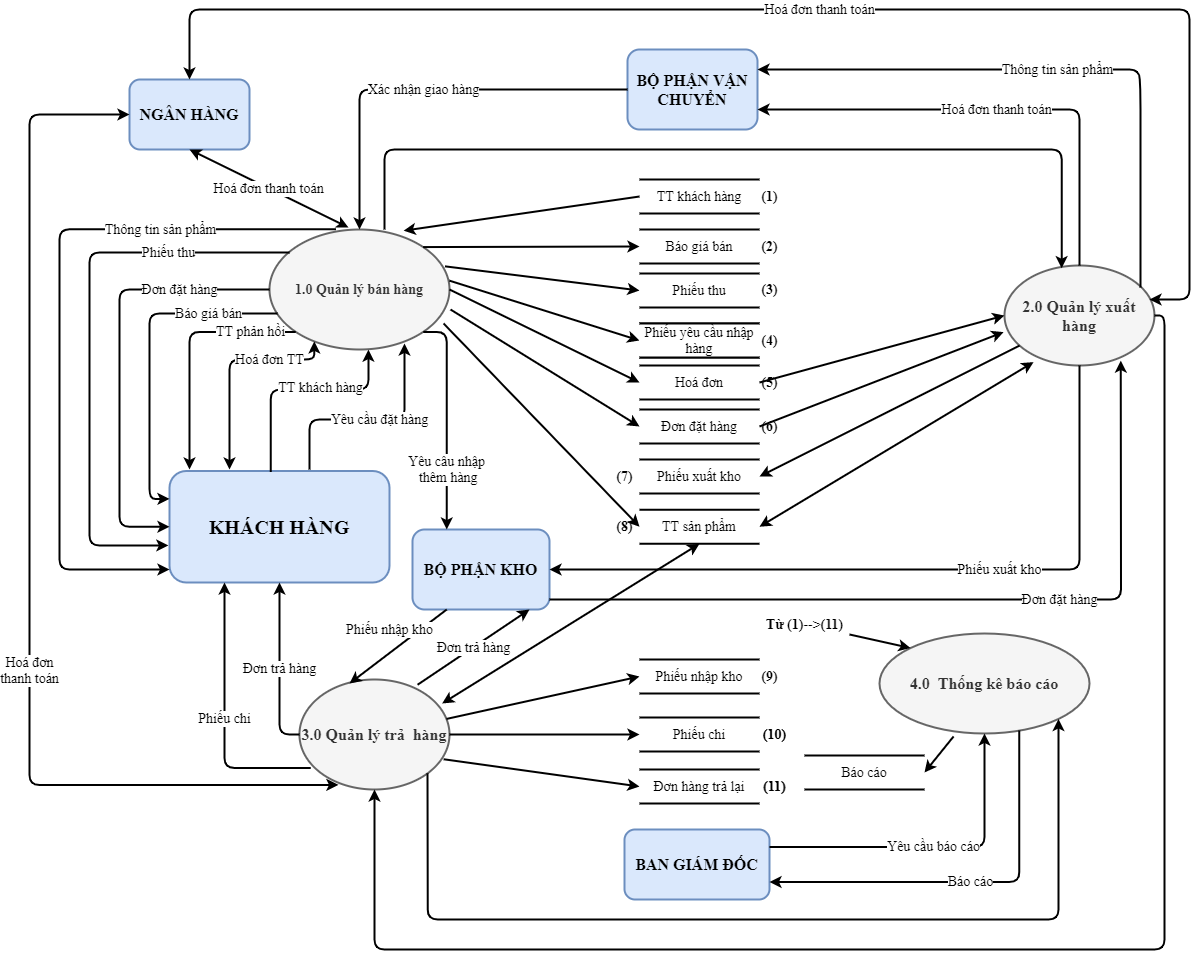 Hoá đơn thanh toán
Thông tin sản phẩm
BỘ PHẬN VẬN
CHUYỂN
Xác nhận giao hàng
Hoá đơn thanh toán
NGÂN HÀNG
Hoá đơn thanh toán
TT khách hàng (1)
Thông tin sản phẩm
Báo giá bán (2)
Phiếu thu
1.0 Quản lý bán hàng
Đơn đặt hàng
Phiếu thu (3)
2.0 Quản lý xuất
hàng
Báo giá bán
TT phản hồi
Phiếu yêu cầu nhập
hàng
(4)
Hoá đơn TT
TT khách hàng
Hoá đơn (5)
Yêu cầu đặt hàng
Đơn đặt hàng (6)
Yêu cầu nhập
thêm hàng
(7) Phiếu xuất kho
KHÁCH HÀNG
(8) TT sản phẩm
BỘ PHẬN KHO
Phiếu xuất kho
Đơn đặt hàng
Phiếu nhập kho
Từ (1)-->(11)
Đơn trả hàng
Hoá đơn
thanh toán
Đơn trả hàng
Phiếu nhập kho (9)
4.0 Thống kê báo cáo
Phiếu chi
3.0 Quản lý trả hàng
Phiếu chi (10)
Báo cáo
Đơn hàng trả lại (11)
Yêu cầu báo cáo
BAN GIÁM ĐỐC
Báo cáo